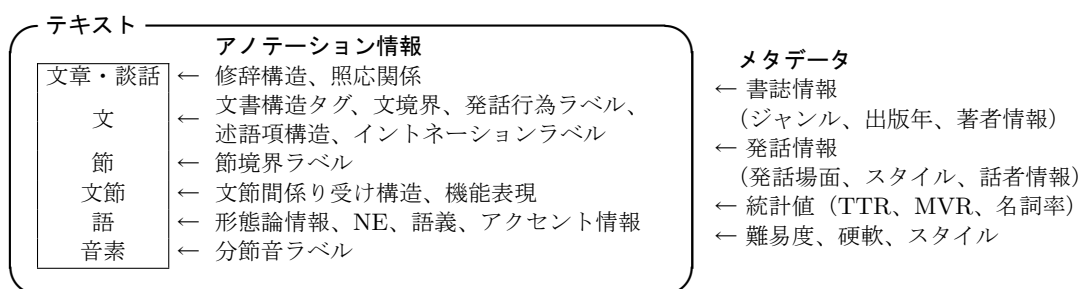 テキスト
アノテーション情報
文章・談話 ← 修辞構造、照応関係
文 ← 文書構造タグ、文境界、発話行為ラベル、
述語項構造、イントネーションラベル
節 ← 節境界ラベル
文節 ← 文節間係り受け構造、機能表現
語 ← 形態論情報、NE、語義、アクセント情報
音素 ← 分節音ラベル
メタデータ
← 書誌情報
(ジャンル、出版年、著者情報)
← 発話情報
(発話場面、スタイル、話者情報)
← 統計値(TTR、MVR、名詞率)
← 難易度、硬軟、スタイル